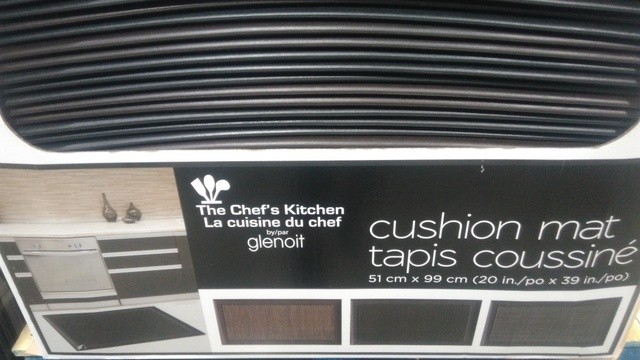 The Chef's Kitchen
La cuisine du chef
by/par
glenoit
cushion mat
tapis coussiné
51 cm x 99 cm (20 in./po x 39 in./po)